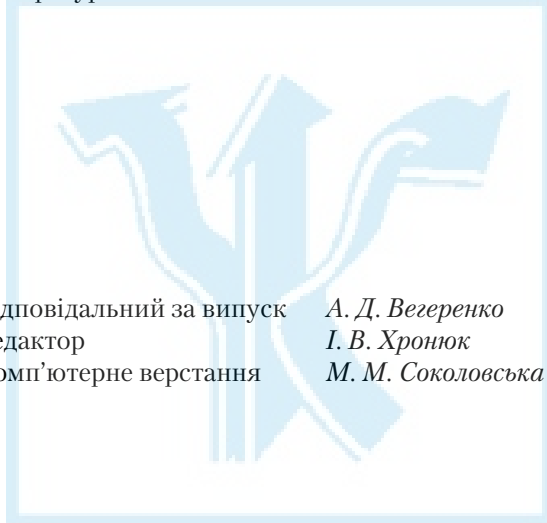 дповідальний за випуск А. Д. Вегеренко
едактор І. В. Хронюк
омп’ютерне верстання М. М. Соколовська